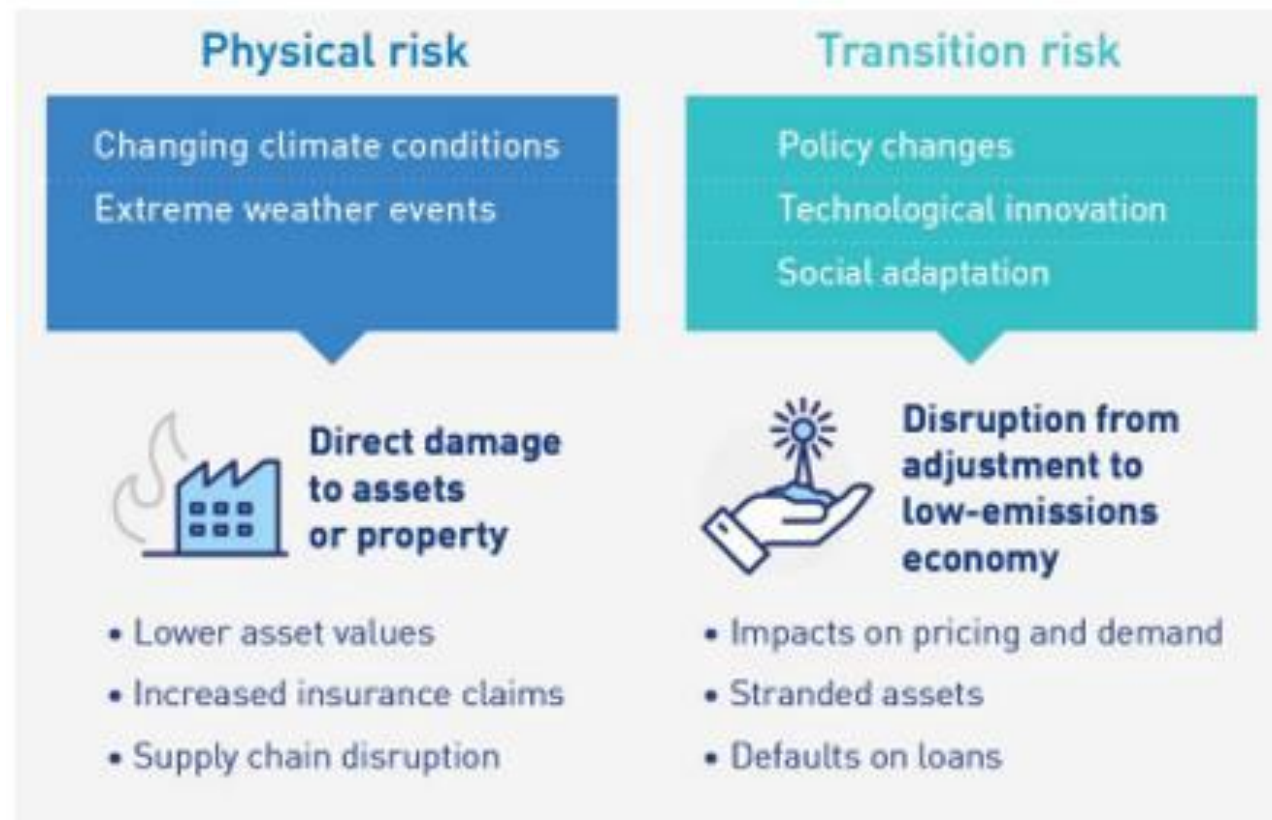 Physical risk
Changing climate conditions
Extreme weather events
Direct damage
to assets
or property
• Lower asset values
• Increased insurance claims
• Supply chain disruption
Transition risk
Policy changes
Technological innovation
Social adaptation
Disruption from
adjustment to
low-emissions
economy
• Impacts on pricing and demand
• Stranded assets
• Defaults on loans